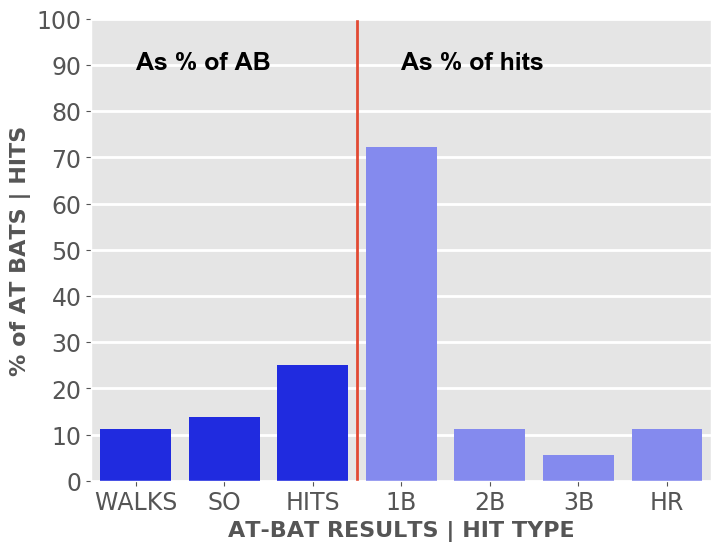 100
90
80
70
60
50
40
30
20
10
0
% of AT BATS | HITS
As % of AB
As % of hits
WALKS SO HITS 1B 2B 3B HR
AT-BAT RESULTS | HIT TYPE